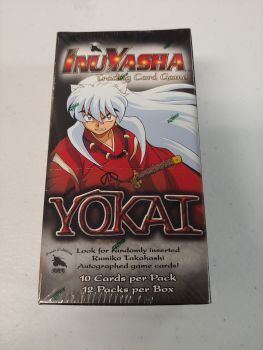 INUYASHA
Trading Card Game
YOKAI
Look for randomly inserted
Rumiko Takahashi
Autographed game cards!
10 Cards per Pack
12 Packs per Box